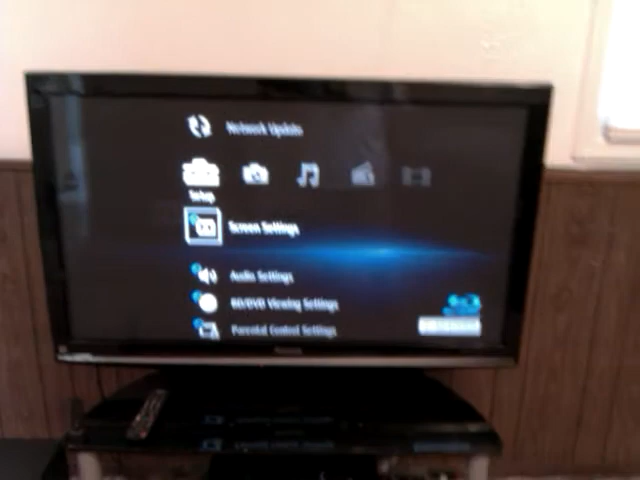 Network Update
Setup
Screen Settings
Audio Settings
BD/DVD Viewing Settings
Parental Control Settings